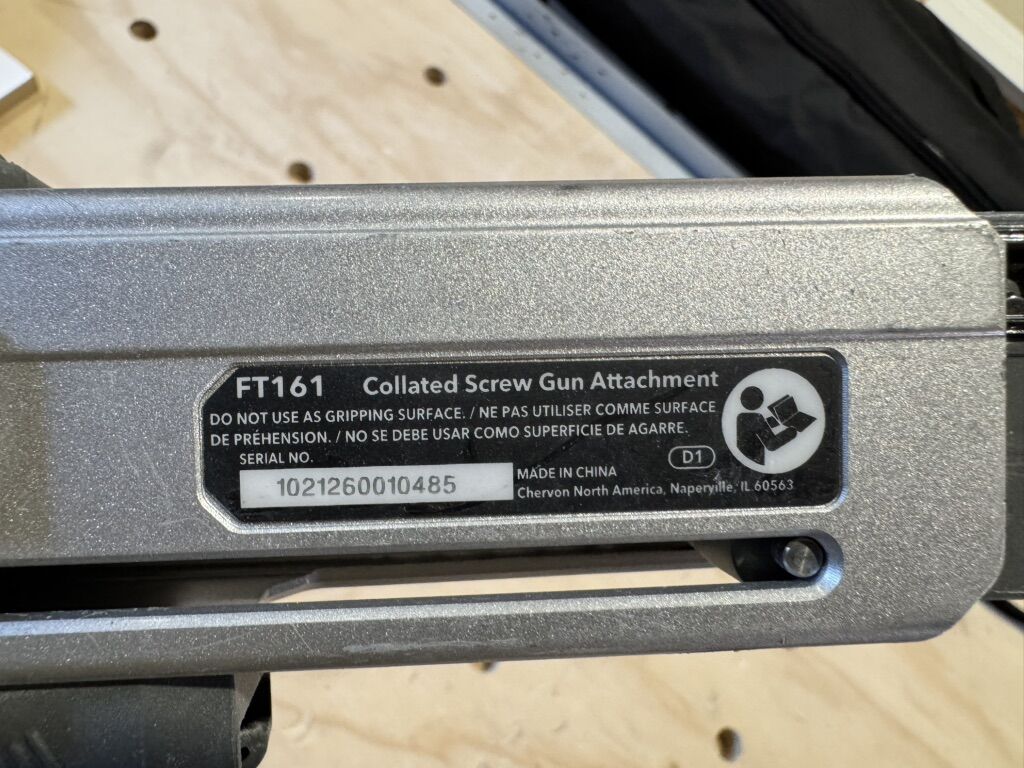 FT161 Collated Screw Gun Attachment
DO NOT USE AS GRIPPING SURFACE. / NE PAS UTILISER COMME SURFACE
DE PRÉHENSION. / NO SE DEBE USAR COMO SUPERFICIE DE AGARRE.
SERIAL NO.
D1
1021260010485
MADE IN CHINA
Chervon North America, Naperville, IL 60563